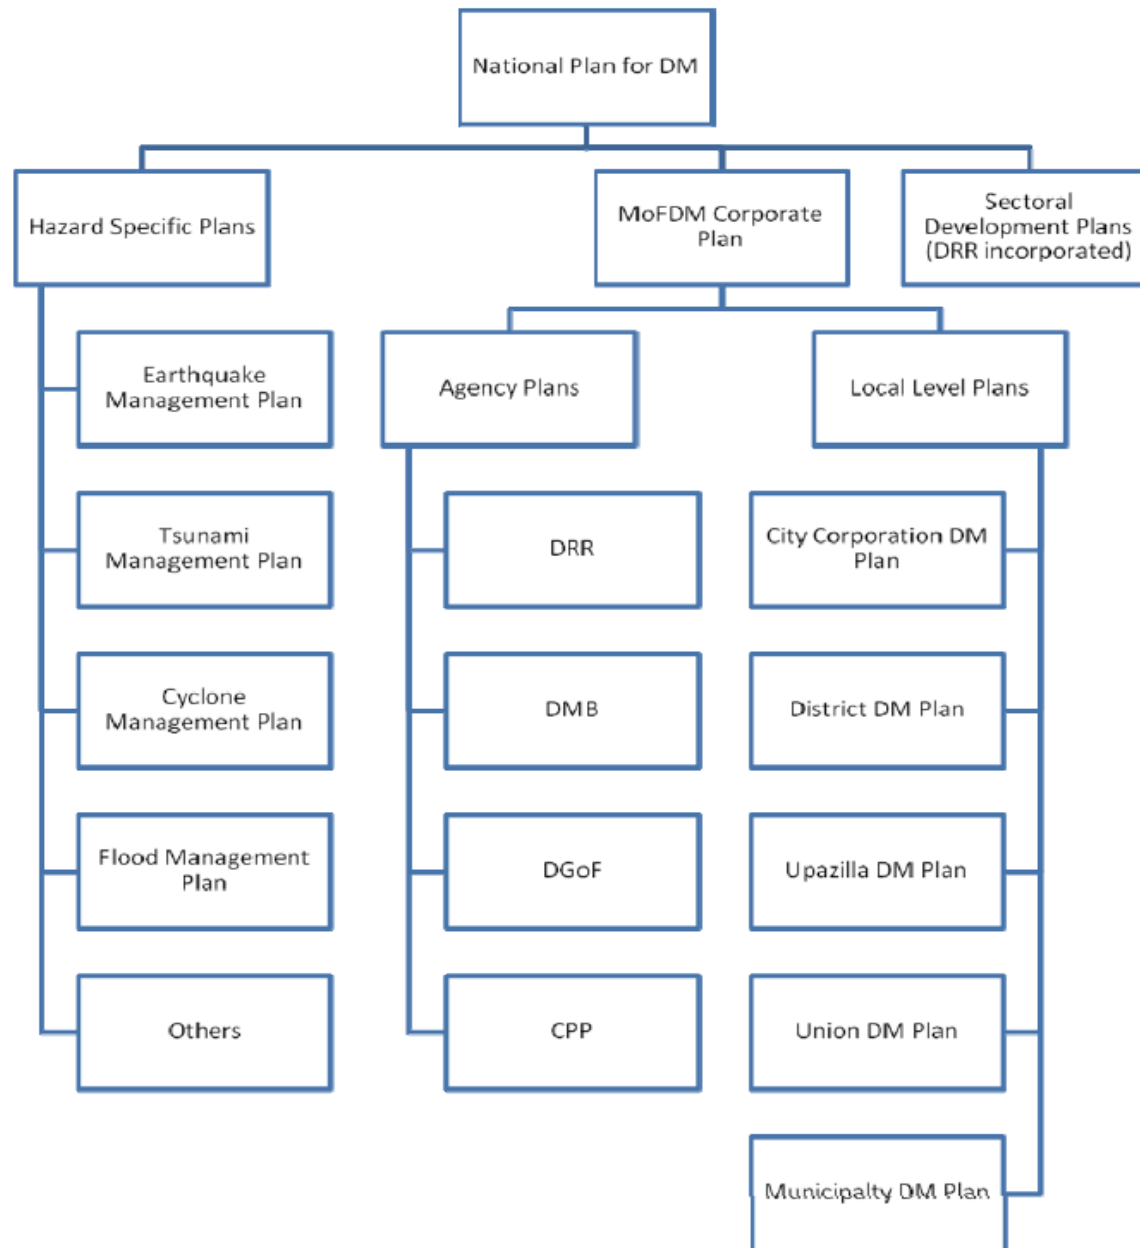 National Plan for DM
Hazard Specific Plans
MoFDM Corporate
Plan
Sectoral
Development Plans
(DRR incorporated)
Earthquake
Management Plan
Agency Plans
Local Level Plans
Tsunami
Management Plan
DRR
City Corporation DM
Plan
Cyclone
Management Plan
DMB
District DM Plan
Flood Management
Plan
DGoF
Upazilla DM Plan
Others
CPP
Union DM Plan
Municipalty DM Plan